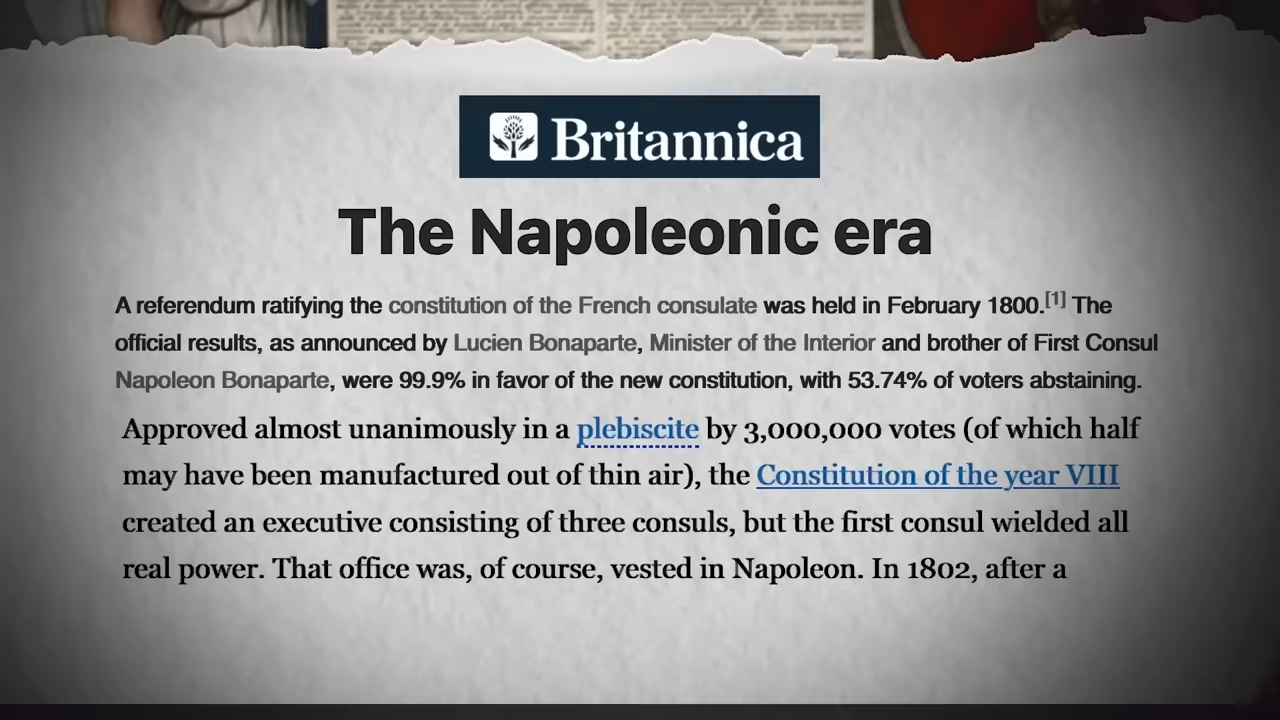 Britannica
The Napoleonic era
A referendum ratifying the constitution of the French consulate was held in February 1800.[1] The
official results, as announced by Lucien Bonaparte, Minister of the Interior and brother of First Consul
Napoleon Bonaparte, were 99.9% in favor of the new constitution, with 53.74% of voters abstaining.
Approved almost unanimously in a plebiscite by 3,000,000 votes (of which half
may have been manufactured out of thin air), the Constitution of the year VIII
created an executive consisting of three consuls, but the first consul wielded all
real power. That office was, of course, vested in Napoleon. In 1802, after a